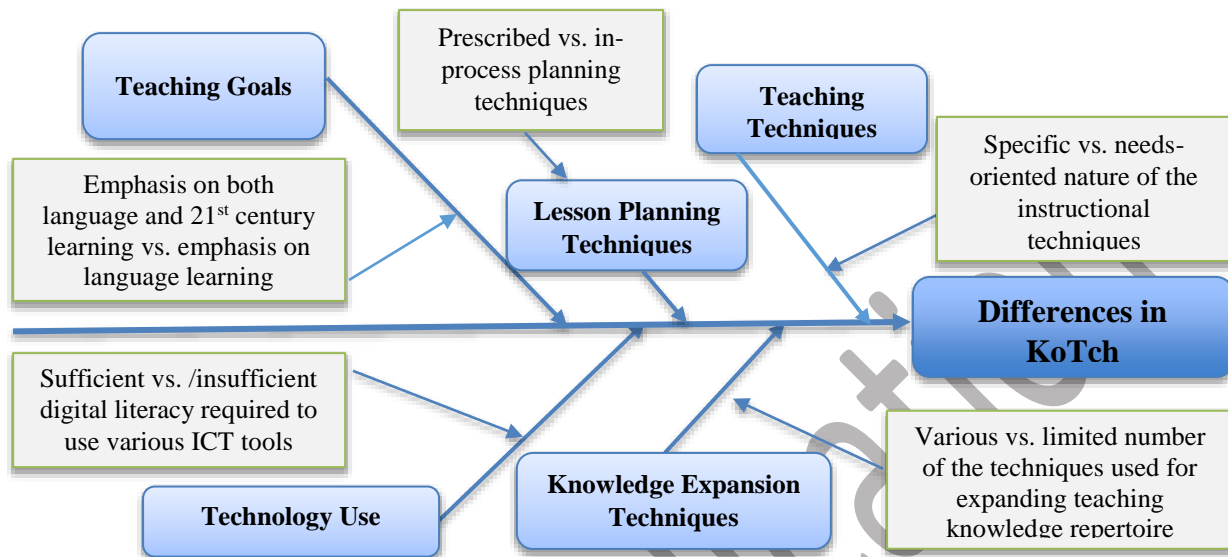 Teaching Goals
Prescribed vs. in-
process planning
techniques
Teaching
Techniques
Emphasis on both
language and 21st century
learning vs. emphasis on
language learning
Lesson Planning
Techniques
Specific vs. needs-
oriented nature of the
instructional
techniques
Differences in
KoTch
Sufficient vs. /insufficient
digital literacy required to
use various ICT tools
Technology Use
Knowledge Expansion
Techniques
Various vs. limited number
of the techniques used for
expanding teaching
knowledge repertoire